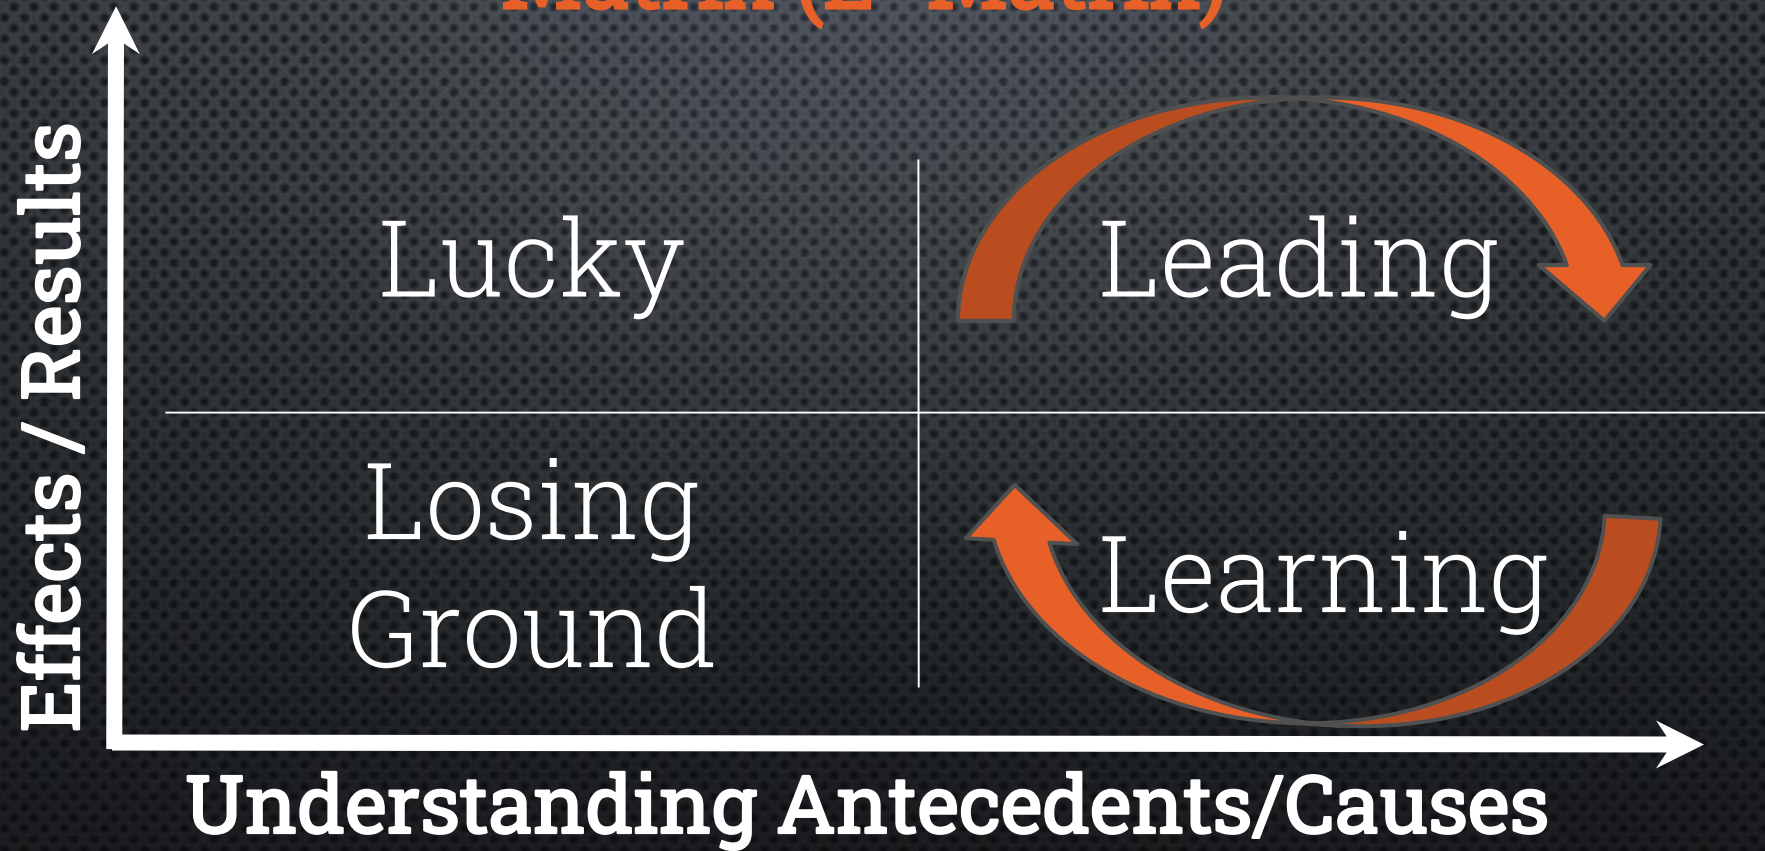 Effects / Results
Lucky
Leading
Losing
Ground
Learning
Understanding Antecedents/Causes